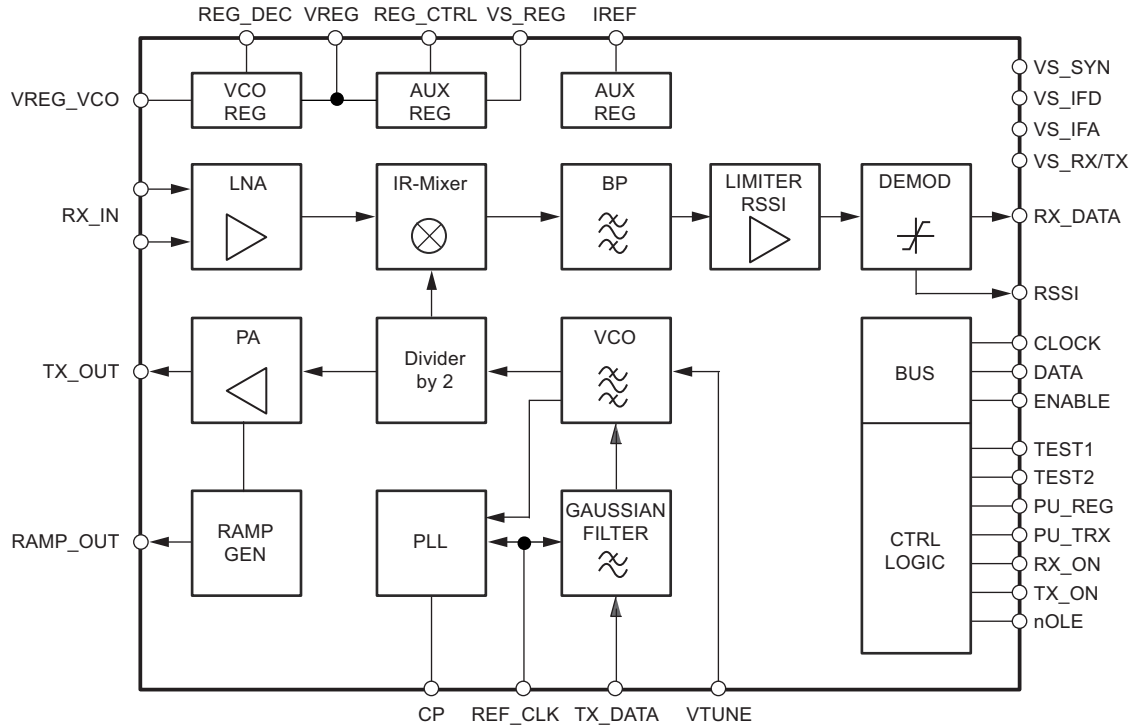 REG_DEC
VREG
REG_CTRL
VS_REG
IREF
VREG_VCO
VCO
REG
AUX
REG
AUX
REG
VS_SYN
VS_IFD
VS_IFA
VS_RX/TX
RX_IN
LNA
IR-Mixer
BP
LIMITER
RSSI
DEMOD
RX_DATA
RSSI
TX_OUT
PA
Divider
by 2
VCO
BUS
CLOCK
DATA
ENABLE
RAMP_OUT
RAMP
GEN
PLL
GAUSSIAN
FILTER
CTRL
LOGIC
TEST1
TEST2
PU_REG
PU_TRX
RX_ON
TX_ON
nOLE
CP
REF_CLK
TX_DATA
VTUNE